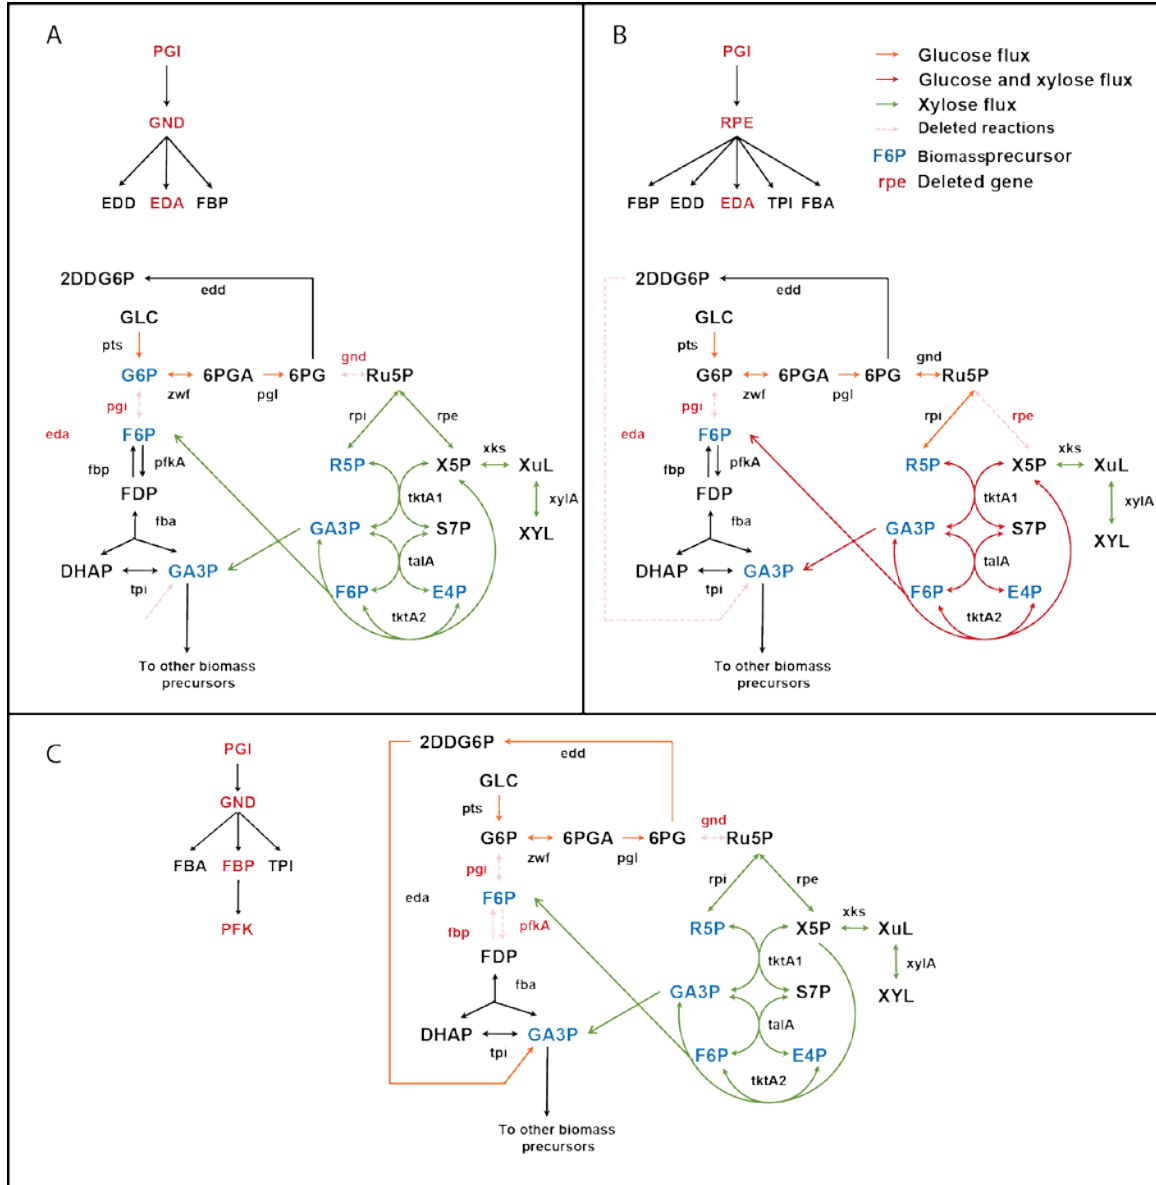 A
PGI
GND
EDD EDA FBP
2DDG6P
edd
GLC
pts
gnd
G6P 6PGA 6PG Ru5P
zwf pgl
pgi
rpi rpe
eda F6P
xks
fbp pfkA R5P X5P XuL
FDP tktA1 xylA
fba GA3P S7P XYL
talA
DHAP GA3P
tpi F6P E4P
tktA2
To other biomass
precursors
B
PGI
RPE
FBP EDD EDA TPI FBA
Glucose flux
Glucose and xylose flux
Xylose flux
Deleted reactions
F6P Biomassprecursor
rpe Deleted gene
2DDG6P
edd
GLC
pts
gnd
G6P 6PGA 6PG Ru5P
zwf pgl
pgi
rpi rpe
eda F6P
xks
fbp pfkA R5P X5P XuL
FDP tktA1 xylA
fba GA3P S7P XYL
talA
DHAP GA3P
tpi F6P E4P
tktA2
To other biomass
precursors
C
PGI
GND
FBA FBP TPI
PFK
2DDG6P
edd
GLC
pts
gnd
G6P 6PGA 6PG Ru5P
zwf pgl
pgi
rpi rpe
eda F6P
xks
fbp pfkA R5P X5P XuL
FDP tktA1 xylA
fba GA3P S7P XYL
talA
DHAP GA3P
tpi F6P E4P
tktA2
To other biomass
precursors